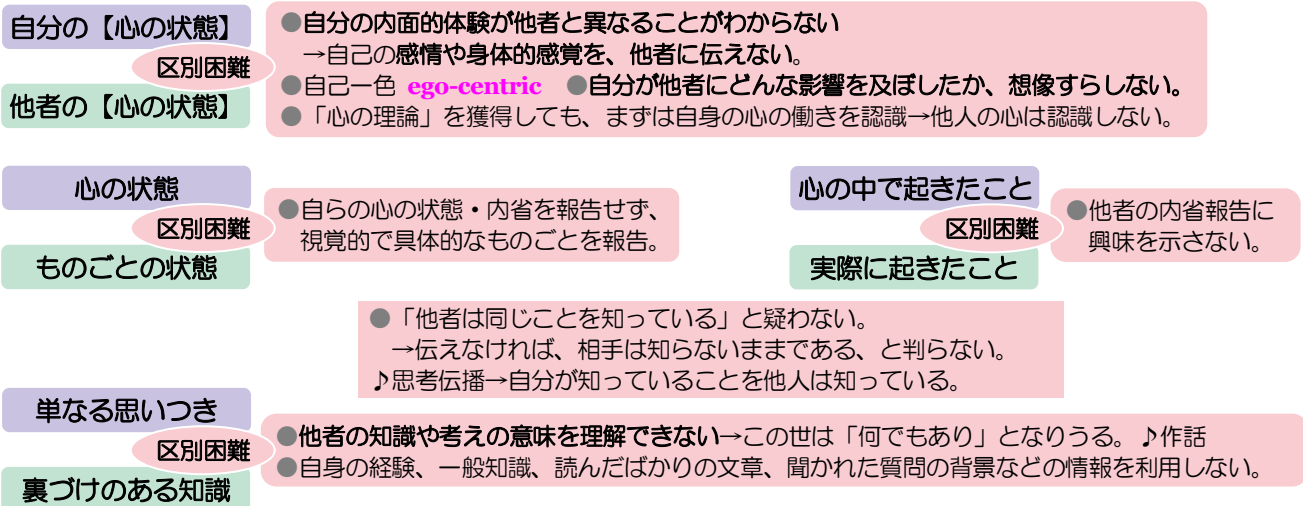 自分の【心の状態】
区別困難
他者の【心の状態】
●自分の内面的体験が他者と異なることがわからない
→自己の感情や身体的感覚を、他者に伝えない。
●自己一色 ego-centric ●自分が他者にどんな影響を及ぼしたか、想像すらしない。
●「心の理論」を獲得しても、まずは自身の心の働きを認識→他人の心は認識しない。
心の状態
区別困難
ものごとの状態
●自らの心の状態・内省を報告せず、
視覚的で具体的なものごとを報告。
心の中で起きたこと
区別困難
実際に起きたこと
●他者の内省報告に
興味を示さない。
●「他者は同じことを知っている」と疑わない。
→伝えなければ、相手は知らないままである、と判らない。
♪思考伝播→自分が知っていることを他人は知っている。
単なる思いつき
区別困難
裏づけのある知識
●他者の知識や考えの意味を理解できない→この世は「何でもあり」となりうる。♪作話
●自身の経験、一般知識、読んだばかりの文章、聞かれた質問の背景などの情報を利用しない。